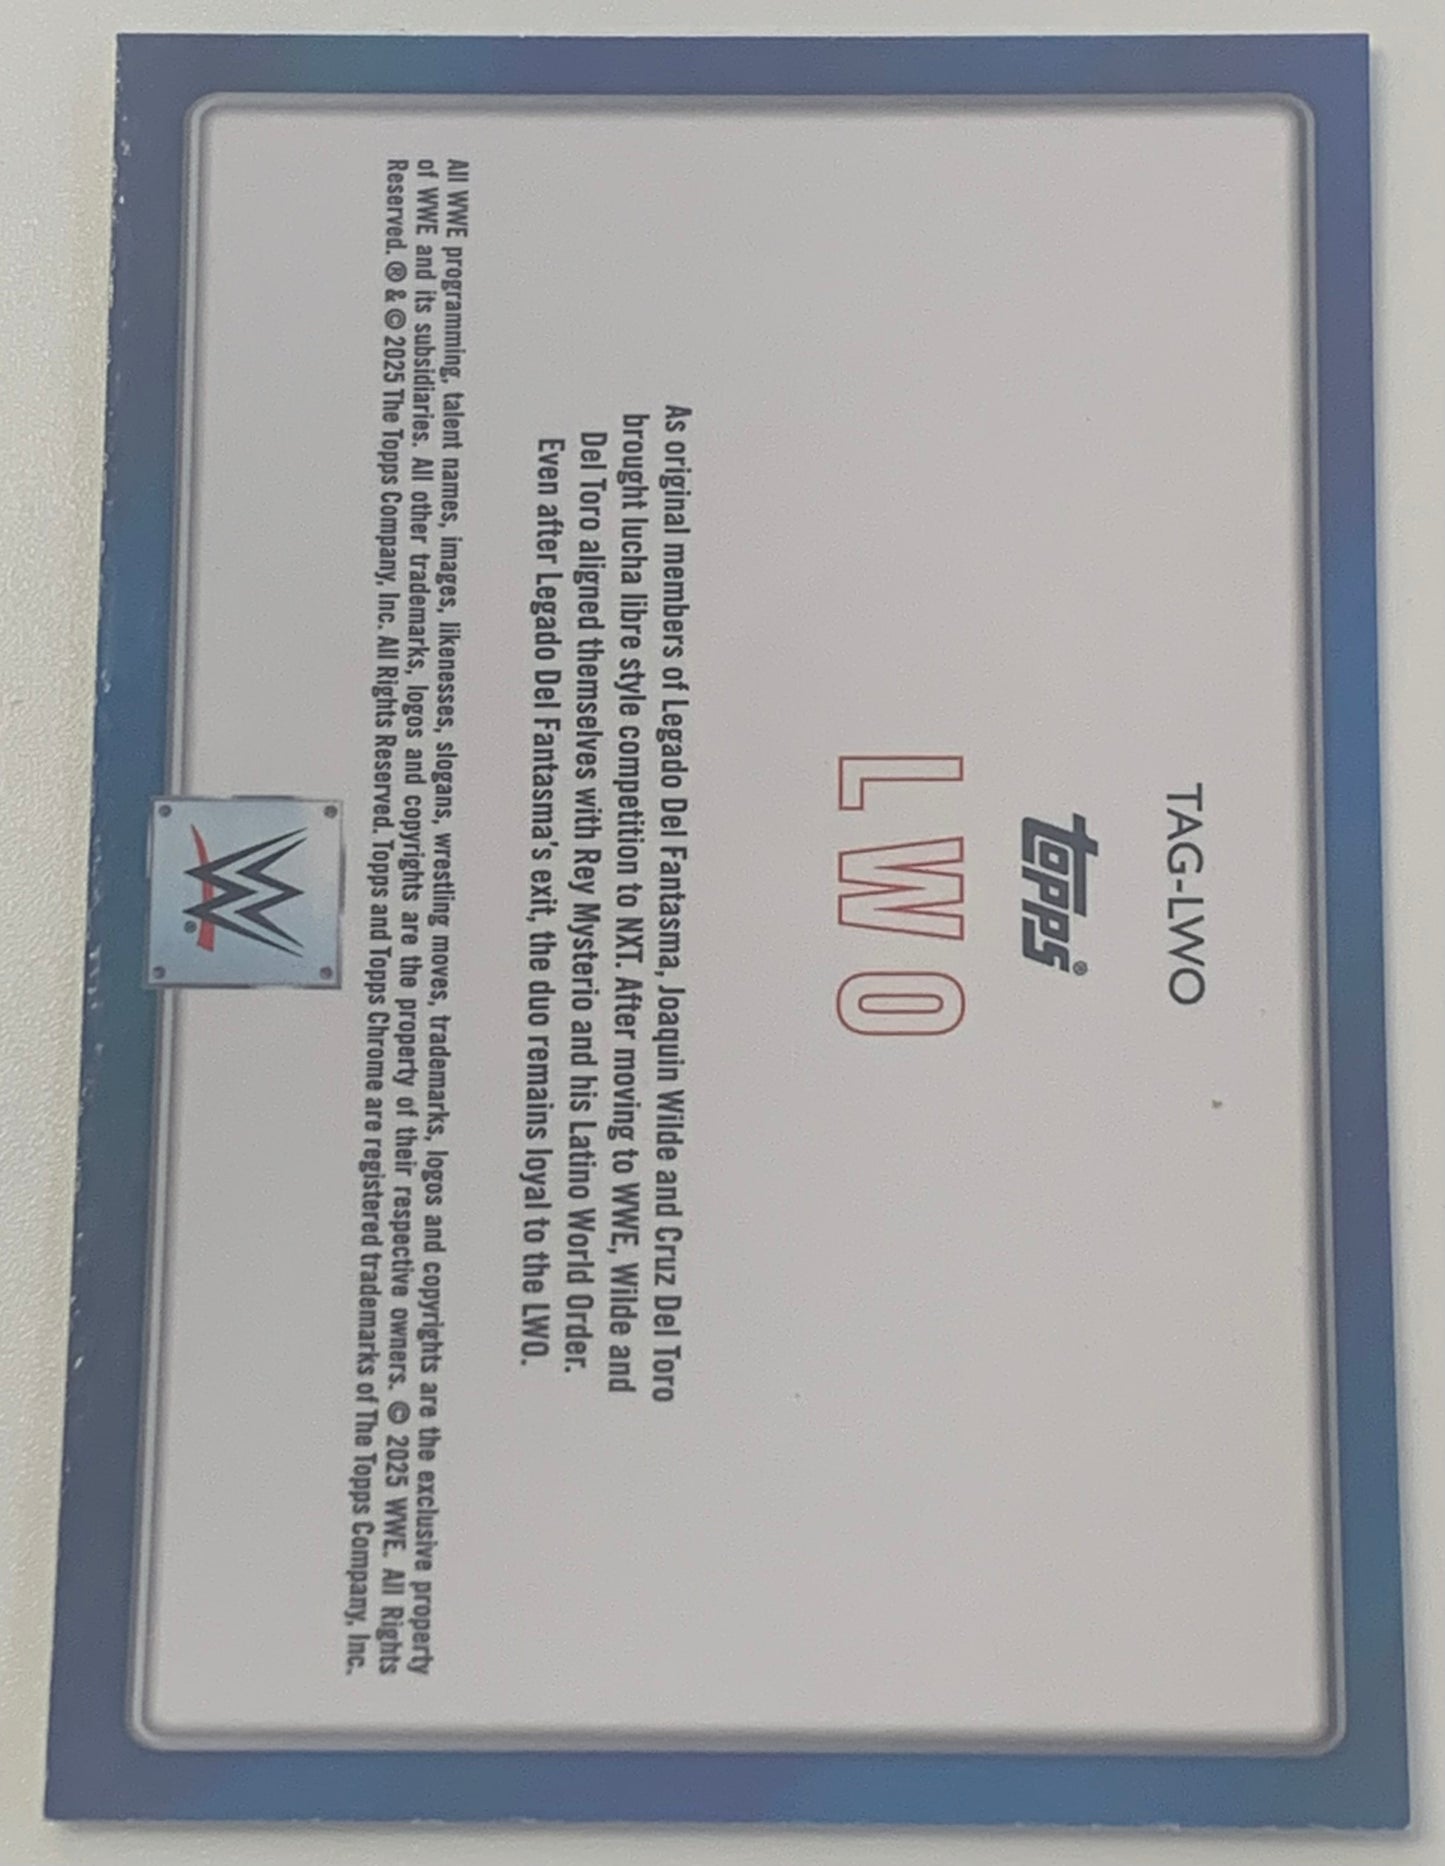 TAG-LWO
topps®
LWO
As original members of Legado Del Fantasma, Joaquin Wilde and Cruz Del Toro
brought lucha libre style competition to NXT. After moving to WWE, Wilde and
Del Toro aligned themselves with Rey Mysterio and his Latino World Order.
Even after Legado Del Fantasma's exit, the duo remains loyal to the LWO.
All WWE programming, talent names, images, likenesses, slogans, wrestling moves, trademarks, logos and copyrights are the exclusive property
of WWE and its subsidiaries. All other trademarks, logos and copyrights are the property of their respective owners. © 2025 WWE. All Rights
Reserved. ® & © 2025 The Topps Company, Inc. All Rights Reserved. Topps and Topps Chrome are registered trademarks of The Topps Company, Inc.
W®